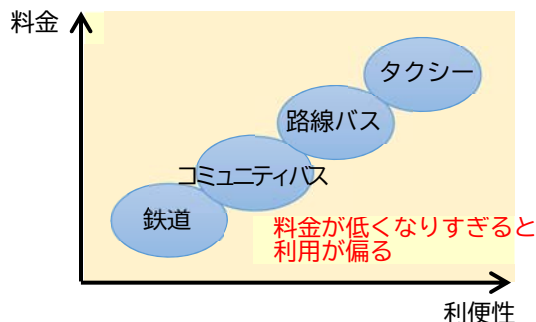 料金
タクシー
路線バス
コミュニティバス
鉄道
料金が低くなりすぎると
利用が偏る
利便性